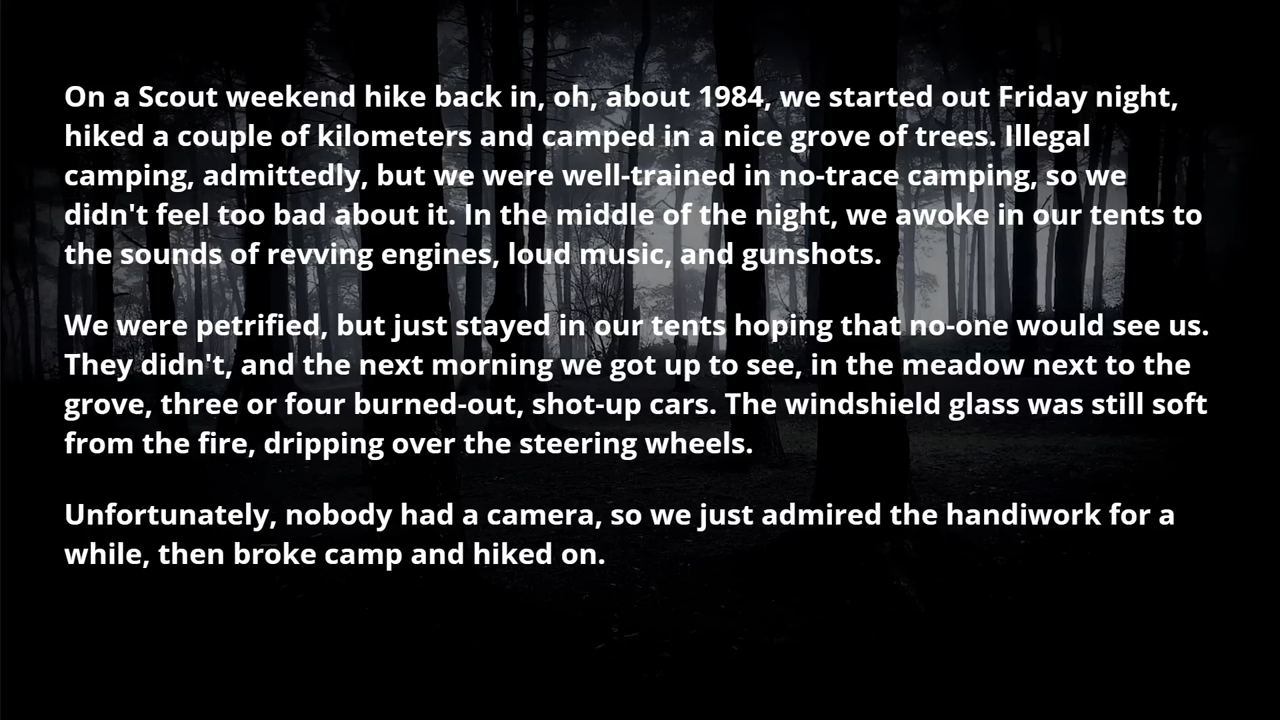 On a Scout weekend hike back in, oh, about 1984, we started out Friday night,
hiked a couple of kilometers and camped in a nice grove of trees. Illegal
camping, admittedly, but we were well-trained in no-trace camping, so we
didn't feel too bad about it. In the middle of the night, we awoke in our tents to
the sounds of revving engines, loud music, and gunshots.
We were petrified, but just stayed in our tents hoping that no-one would see us.
They didn't, and the next morning we got up to see, in the meadow next to the
grove, three or four burned-out, shot-up cars. The windshield glass was still soft
from the fire, dripping over the steering wheels.
Unfortunately, nobody had a camera, so we just admired the handiwork for a
while, then broke camp and hiked on.